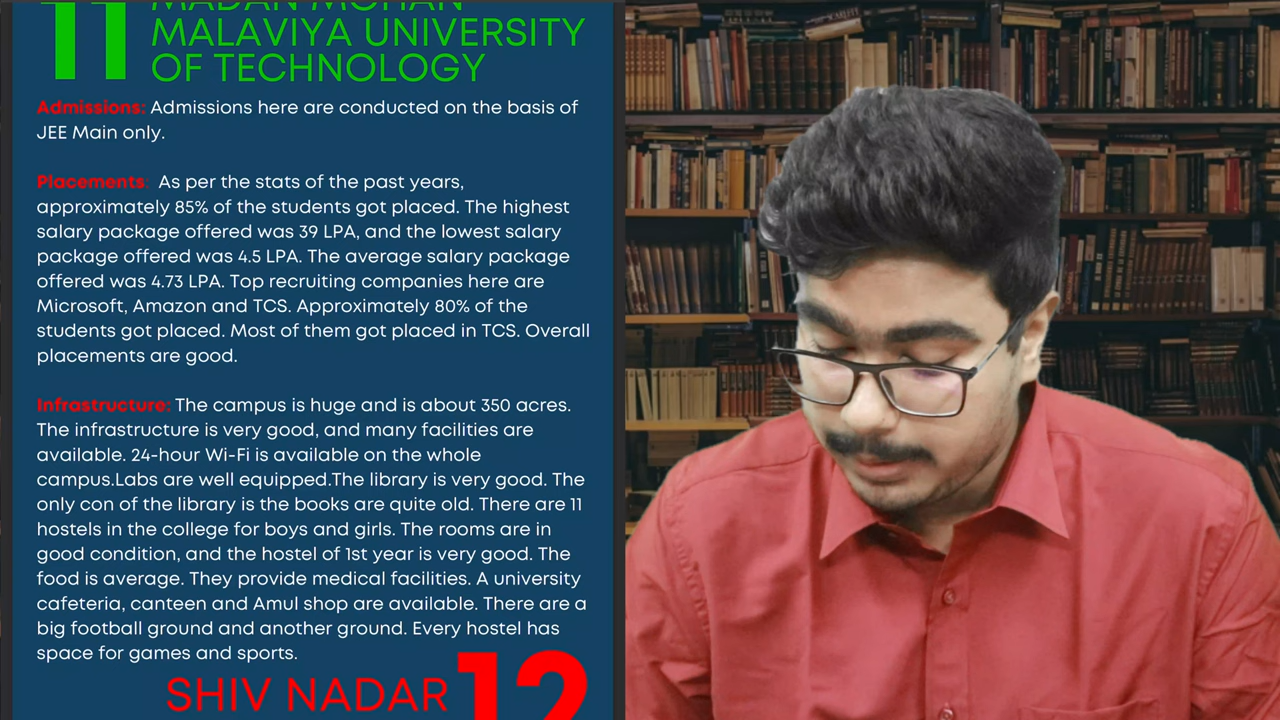 11 MADAN MOHAN
MALAVIYA UNIVERSITY
OF TECHNOLOGY
Admissions: Admissions here are conducted on the basis of
JEE Main only.
Placements: As per the stats of the past years,
approximately 85% of the students got placed. The highest
salary package offered was 39 LPA, and the lowest salary
package offered was 4.5 LPA. The average salary package
offered was 4.73 LPA. Top recruiting companies here are
Microsoft, Amazon and TCS. Approximately 80% of the
students got placed. Most of them got placed in TCS. Overall
placements are good.
Infrastructure: The campus is huge and is about 350 acres.
The infrastructure is very good, and many facilities are
available. 24-hour Wi-Fi is available on the whole
campus.Labs are well equipped.The library is very good. The
only con of the library is the books are quite old. There are 11
hostels in the college for boys and girls. The rooms are in
good condition, and the hostel of 1st year is very good. The
food is average. They provide medical facilities. A university
cafeteria, canteen and Amul shop are available. There are a
big football ground and another ground. Every hostel has
space for games and sports.
SHIV NADAR 12